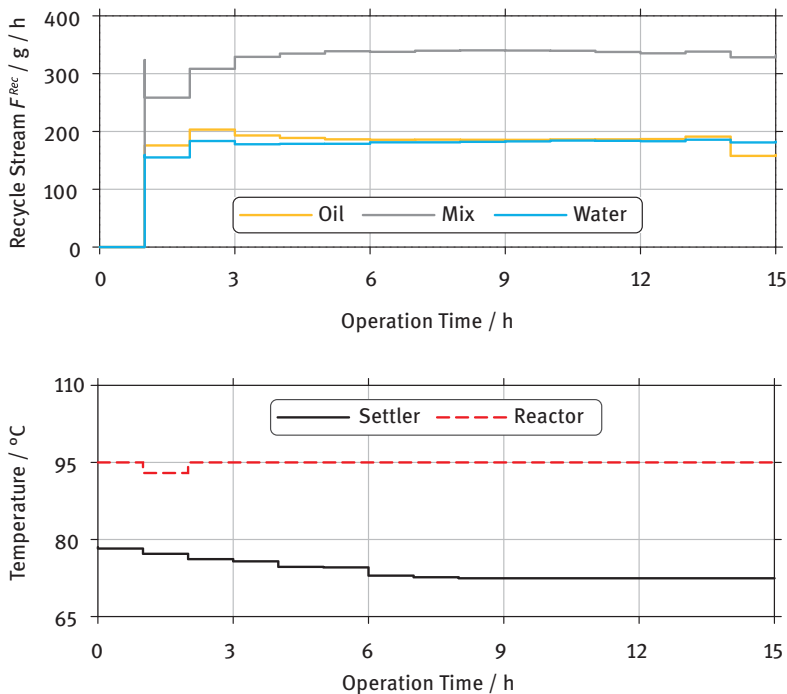 400
300
200
100
0
Recycle Stream F^Rec / g / h
Oil Mix Water
0 3 6 9 12 15
Operation Time / h
110
95
80
65
Temperature / °C
Settler Reactor
0 3 6 9 12 15
Operation Time / h